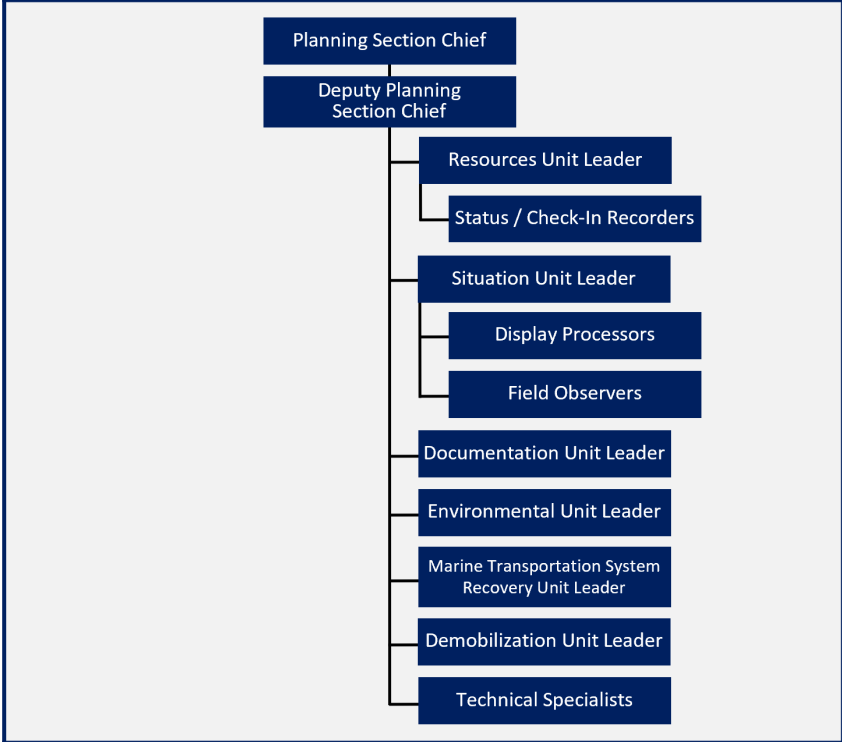 Planning Section Chief
Deputy Planning
Section Chief
Resources Unit Leader
Status / Check-In Recorders
Situation Unit Leader
Display Processors
Field Observers
Documentation Unit Leader
Environmental Unit Leader
Marine Transportation System
Recovery Unit Leader
Demobilization Unit Leader
Technical Specialists